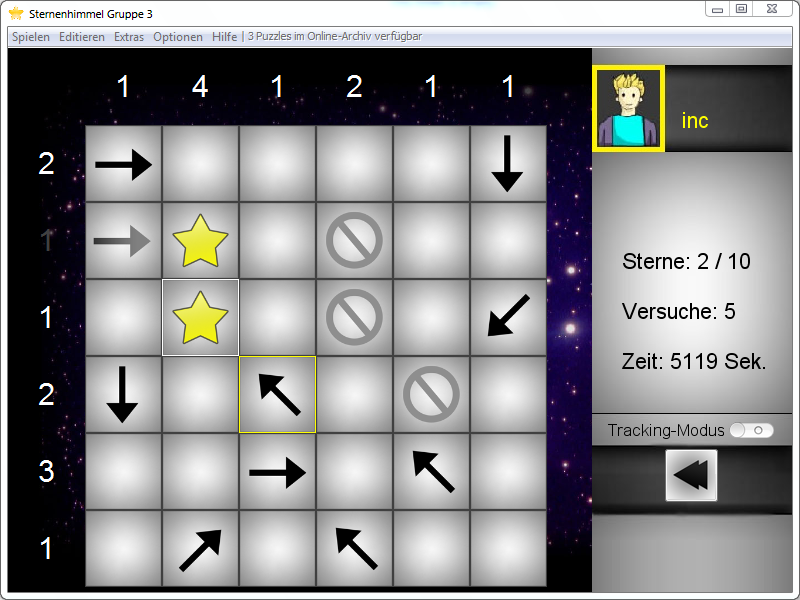 Sternenhimmel Gruppe 3
Spielen Editieren Extras Optionen Hilfe | 3 Puzzles im Online-Archiv verfügbar
1 4 1 2 1 1
2
1
1
2
3
1
inc
Sterne: 2 / 10
Versuche: 5
Zeit: 5119 Sek.
Tracking-Modus